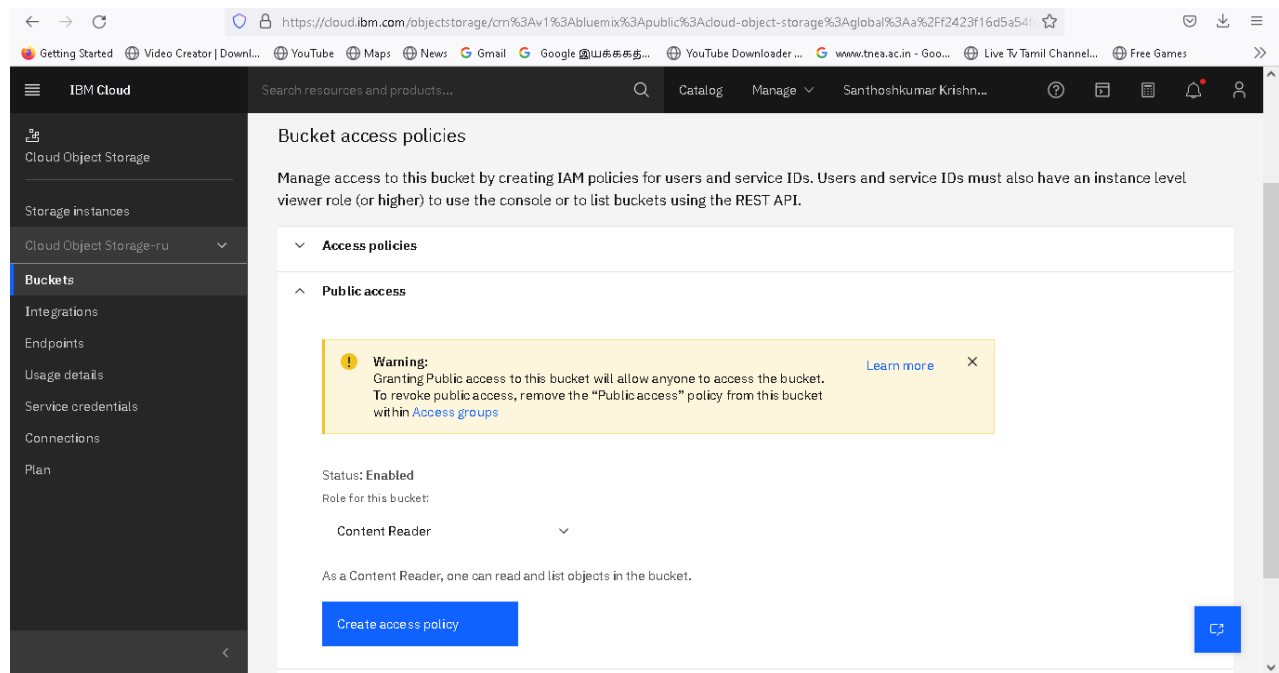 https://cloud.ibm.com/objectstorage/crn%3Av1%3Abluemix%3Apublic%3Acloud-object-storage%3Aglobal%3Aa%2Ff2423f16d5a54f
Getting Started Video Creator | Downl... YouTube Maps News Gmail Google இயக்ககத்... YouTube Downloader ... www.tnea.ac.in - Goo... Live Tv Tamil Channel... Free Games
IBM Cloud Search resources and products... Catalog Manage Santhoshkumar Krishn...
Cloud Object Storage
Storage instances
Cloud Object Storage-ru
Buckets
Integrations
Endpoints
Usage details
Service credentials
Connections
Plan
Bucket access policies
Manage access to this bucket by creating IAM policies for users and service IDs. Users and service IDs must also have an instance level
viewer role (or higher) to use the console or to list buckets using the REST API.
Access policies
Public access
Warning:
Granting Public access to this bucket will allow anyone to access the bucket.
To revoke public access, remove the “Public access” policy from this bucket
within Access groups
Learn more
Status: Enabled
Role for this bucket:
Content Reader
As a Content Reader, one can read and list objects in the bucket.
Create access policy